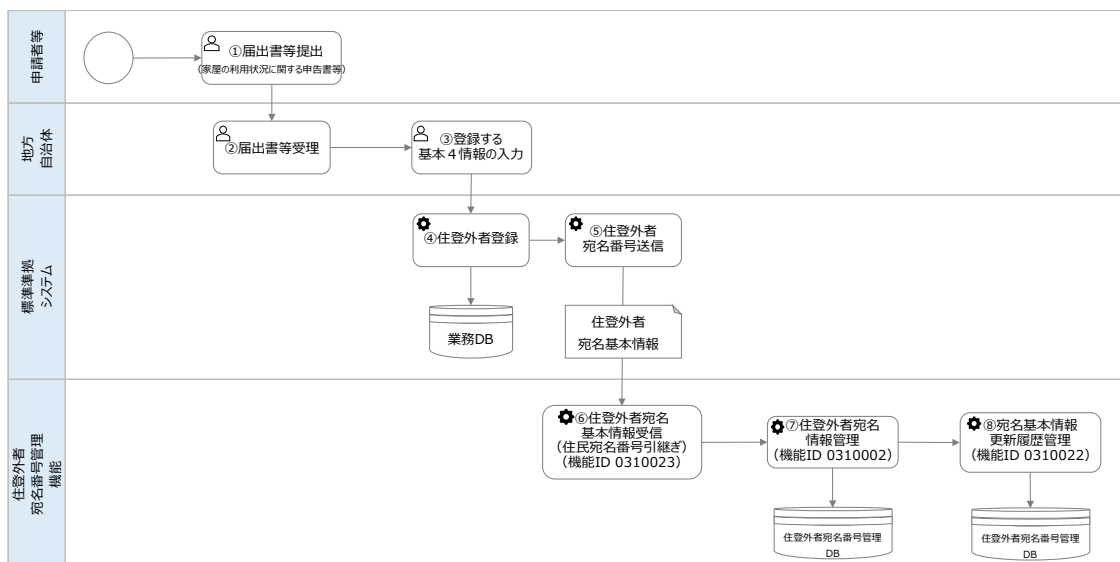 申請者等
①届出書等提出
(家屋の利用状況に関する申告書等)
地方
自治体
②届出書等受理
③登録する
基本４情報の入力
標準準拠
システム
④住登外者登録
⑤住登外者
宛名番号送信
業務DB
住登外者
宛名基本情報
住登外者
宛名番号管理
機能
⑥住登外者宛名
基本情報受信
（住民宛名番号引継ぎ）
（機能ID 0310023）
⑦住登外者宛名
情報管理
（機能ID 0310002）
⑧宛名基本情報
更新履歴管理
（機能ID 0310022）
住登外者宛名番号管理
DB
住登外者宛名番号管理
DB